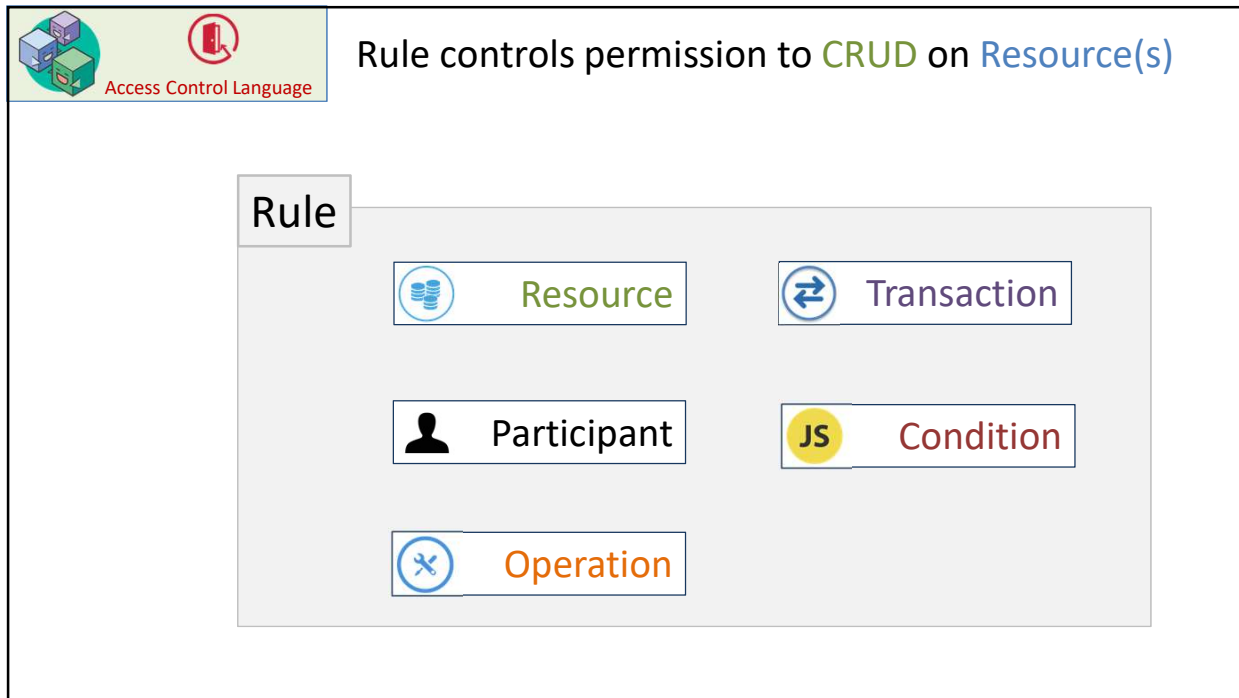 Access Control Language
Rule controls permission to CRUD on Resource(s)
Rule
Resource
Transaction
Participant
JS
Condition
Operation